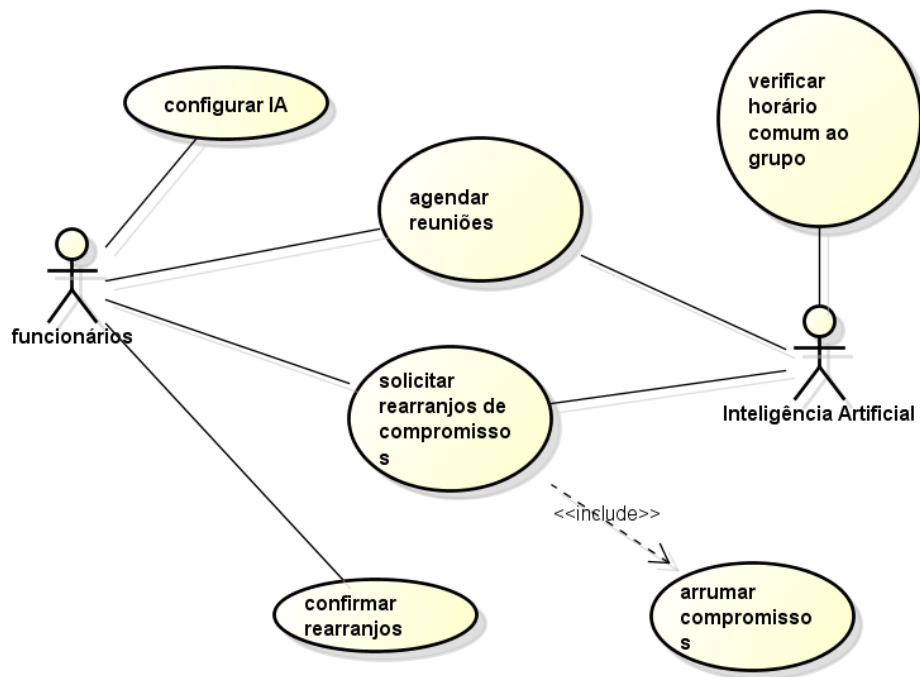 configurar IA
verificar
horário
comum ao
grupo
agendar
reuniões
funcionários
solicitar
rearranjos de
compromisso
s
Inteligência Artificial
<<include>>
confirmar
rearranjos
arrumar
compromisso
s